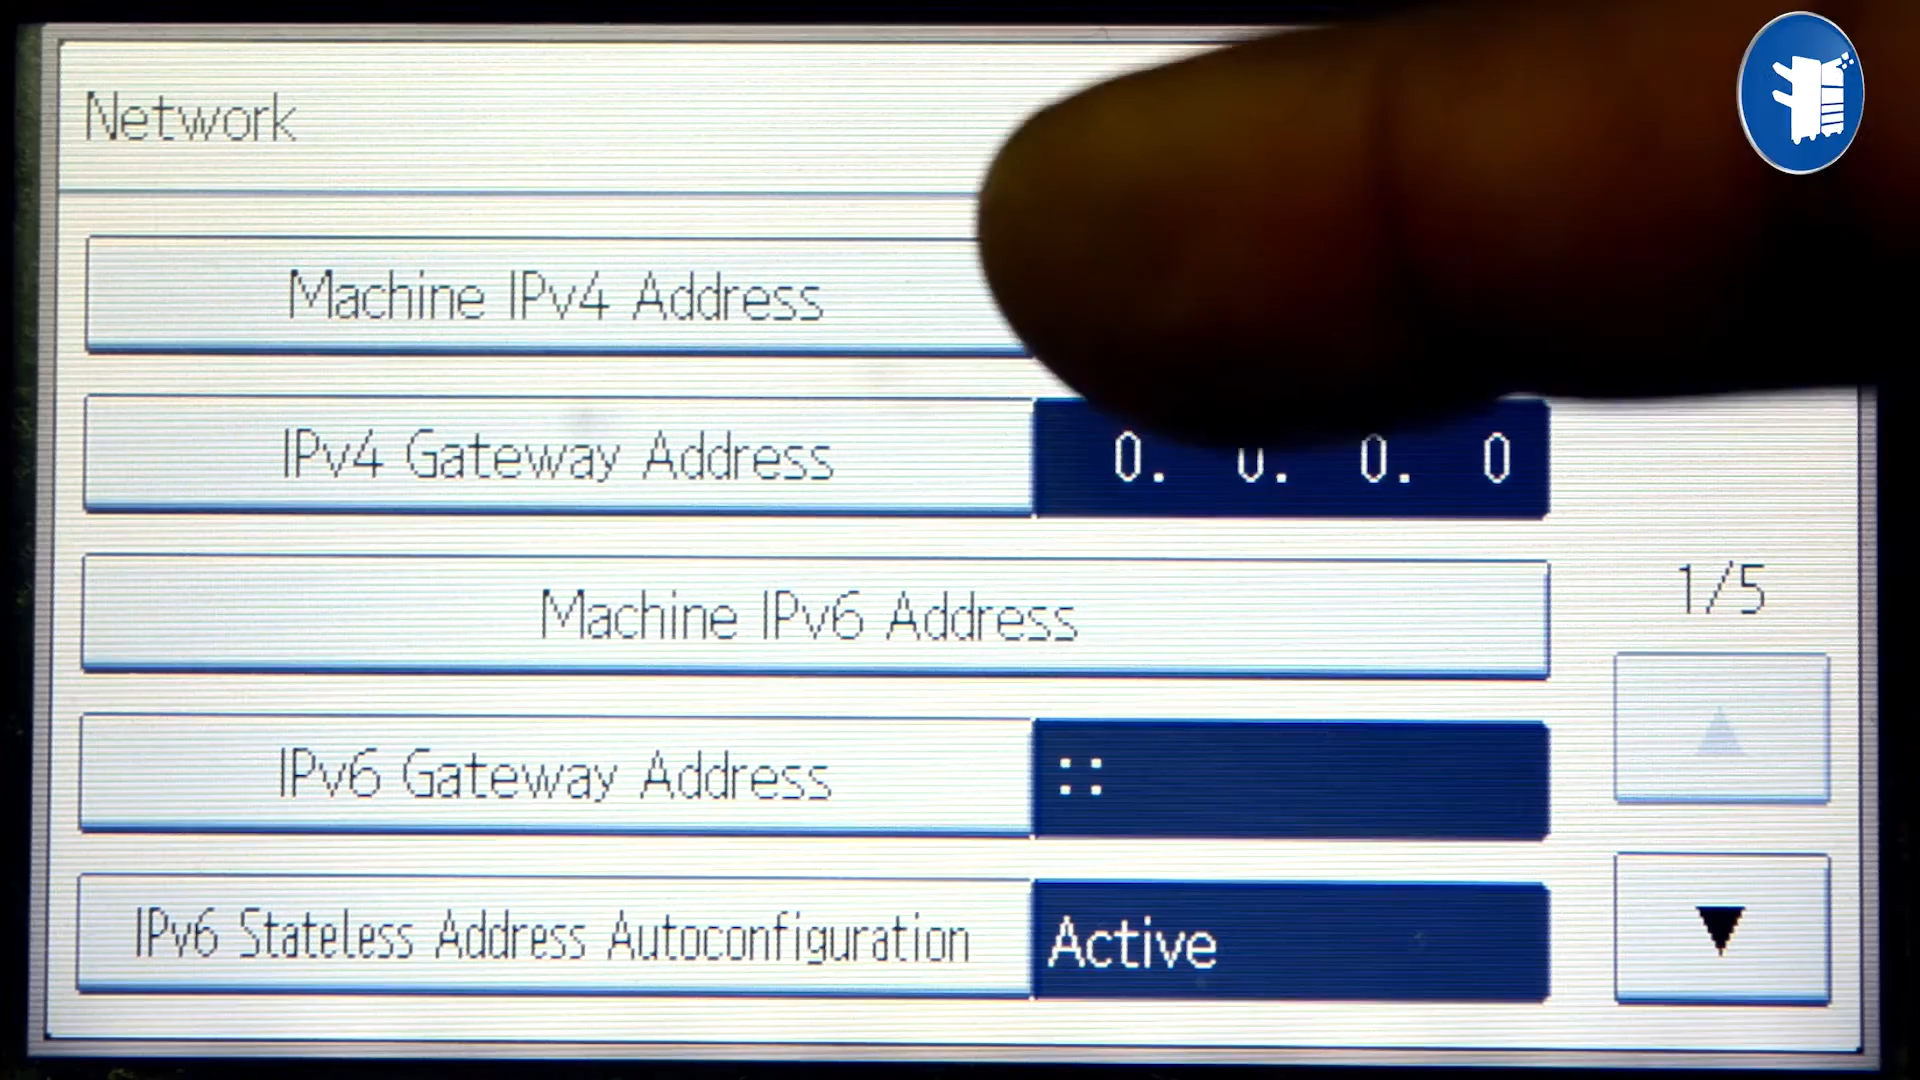 Network
Machine IPv4 Address
IPv4 Gateway Address 0. 0. 0. 0
Machine IPv6 Address
1/5
IPv6 Gateway Address ::
IPv6 Stateless Address Autoconfiguration Active